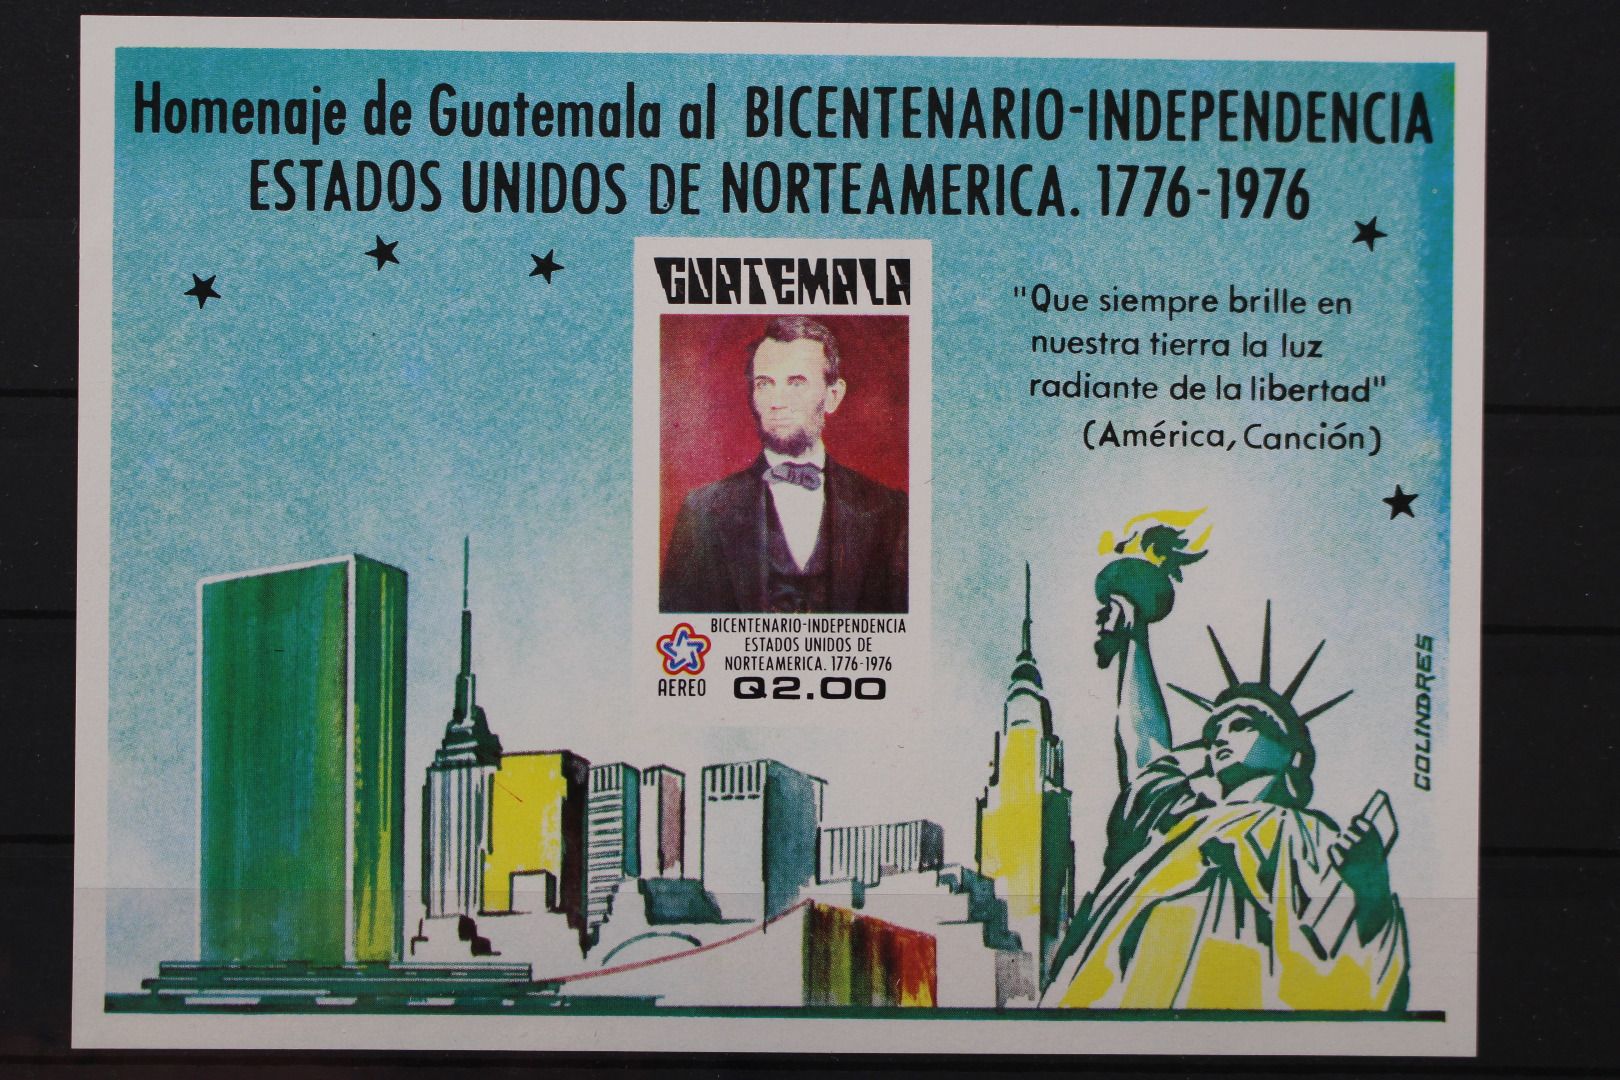 Homenaje de Guatemala al BICENTENARIO-INDEPENDENCIA
ESTADOS UNIDOS DE NORTEAMERICA. 1776-1976
GUATEMALA
"Que siempre brille en
nuestra tierra la luz
radiante de la libertad"
(América, Canción)
BICENTENARIO-INDEPENDENCIA
ESTADOS UNIDOS DE
NORTEAMERICA. 1776-1976
AEREO Q2.00
COLINDRES